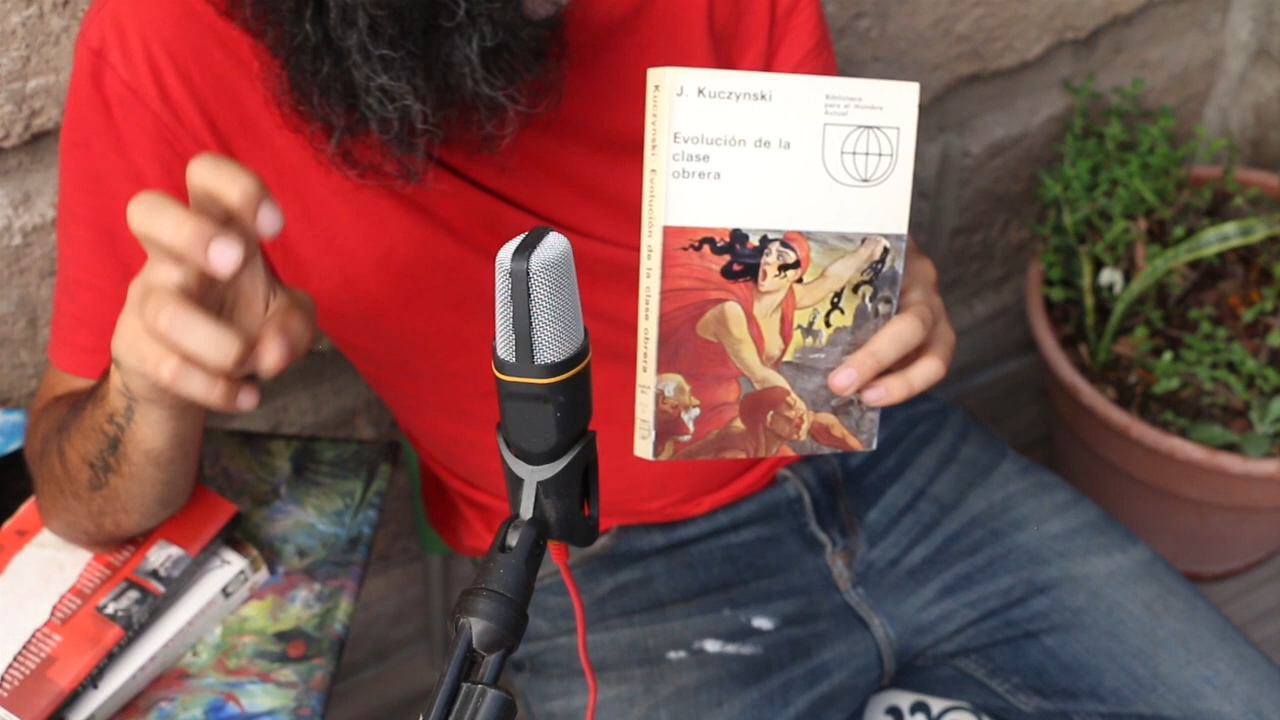 J. Kuczynski
Biblioteca
para el Hombre
Actual
Evolución de la
clase
obrera
Kuczynski · Evolución de la clase obrera